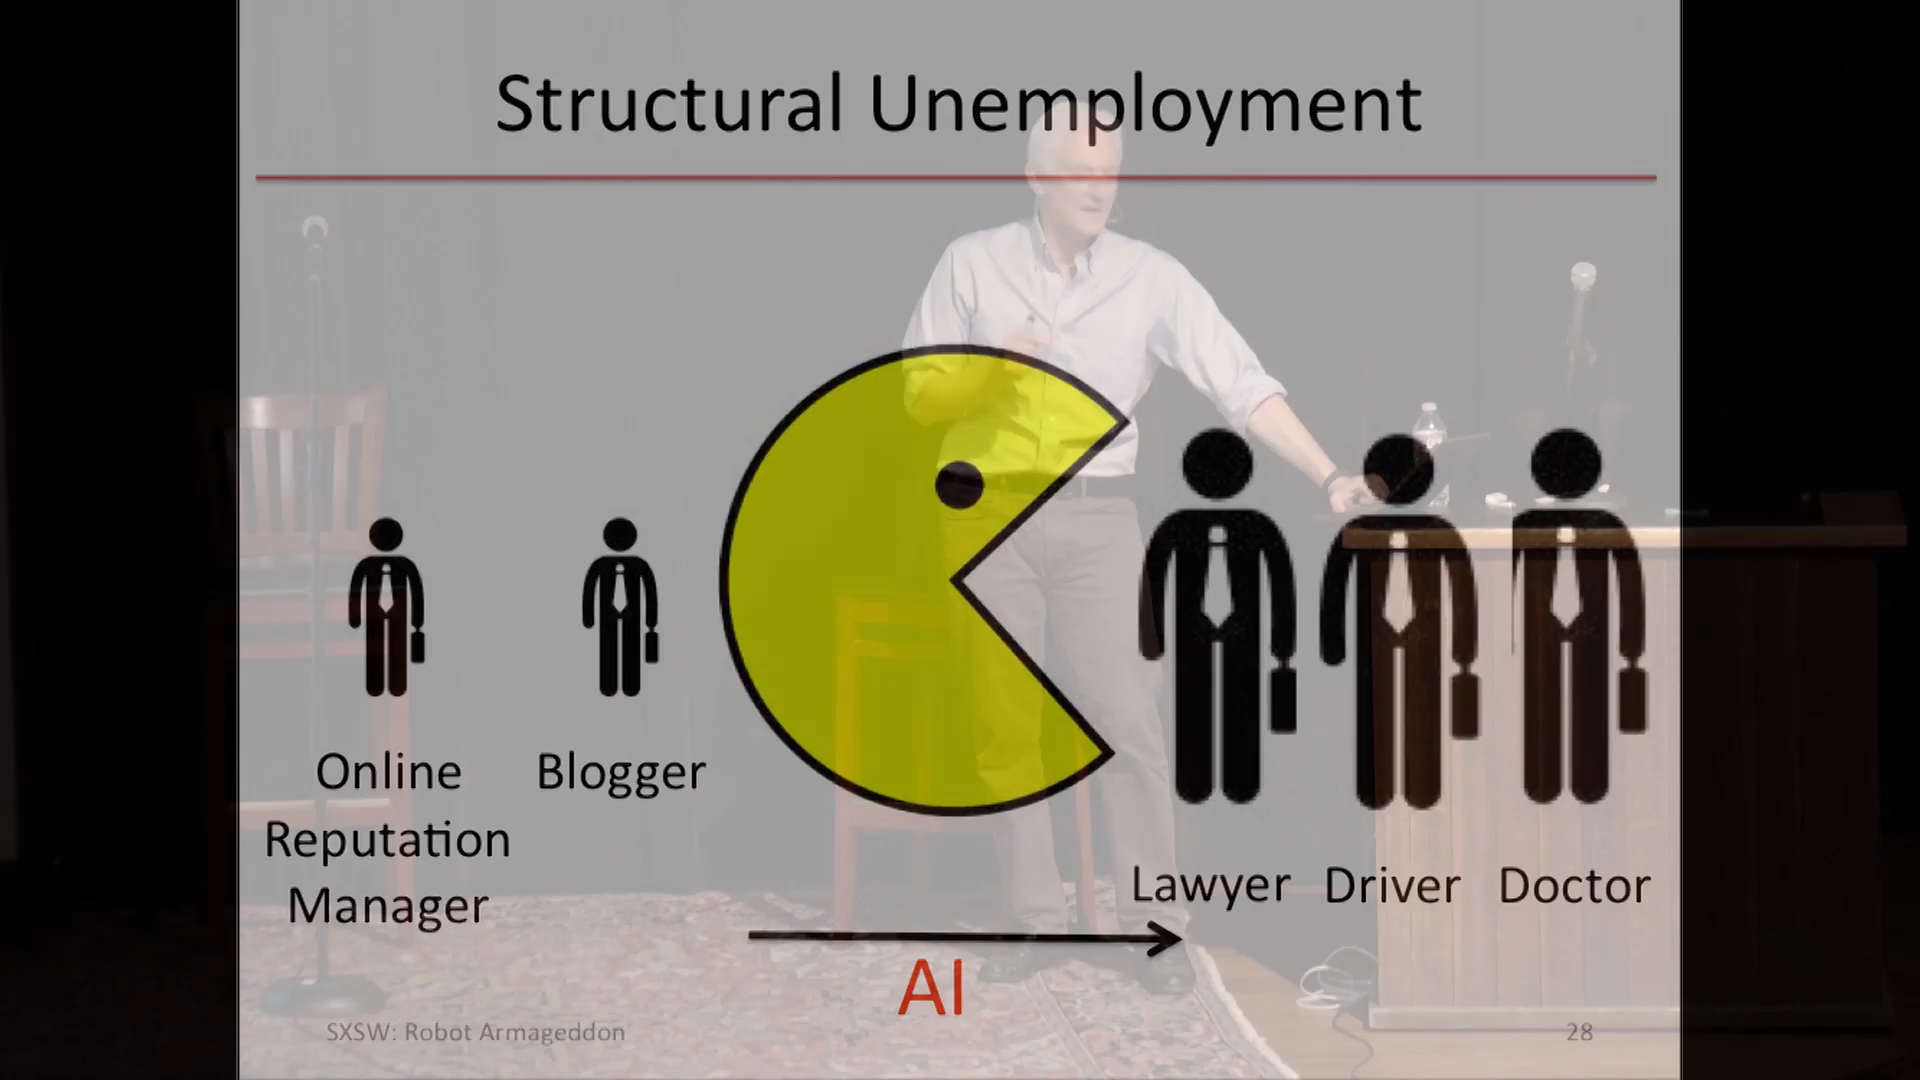 Structural Unemployment
Online
Reputation
Manager
Blogger
Lawyer
Driver
Doctor
AI
SXSW: Robot Armageddon
28